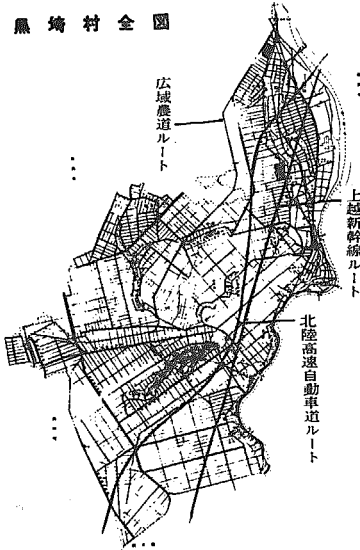 黒埼村全図
広域農道ルート
上越新幹線ルート
北陸高速自動車道ルート